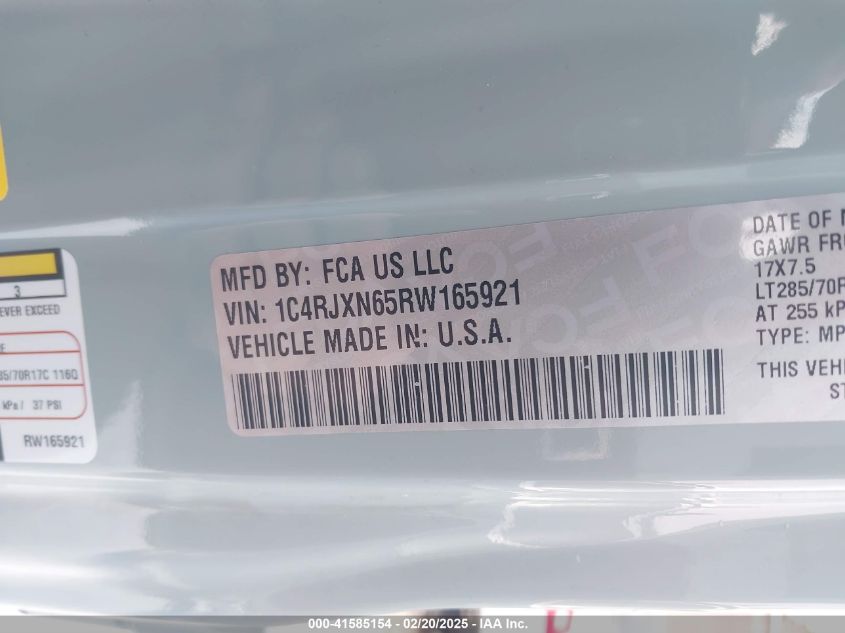 3
EVER EXCEED
85/70R17C 116Q
kPa / 37 PSI
RW165921
MFD BY: FCA US LLC
VIN: 1C4RJXN65RW165921
VEHICLE MADE IN: U.S.A.
DATE OF
GAWR FRO
17X7.5
LT285/70R
AT 255 kP
TYPE: MP
THIS VEH
ST
000-41585154 - 02/20/2025 - IAA Inc.